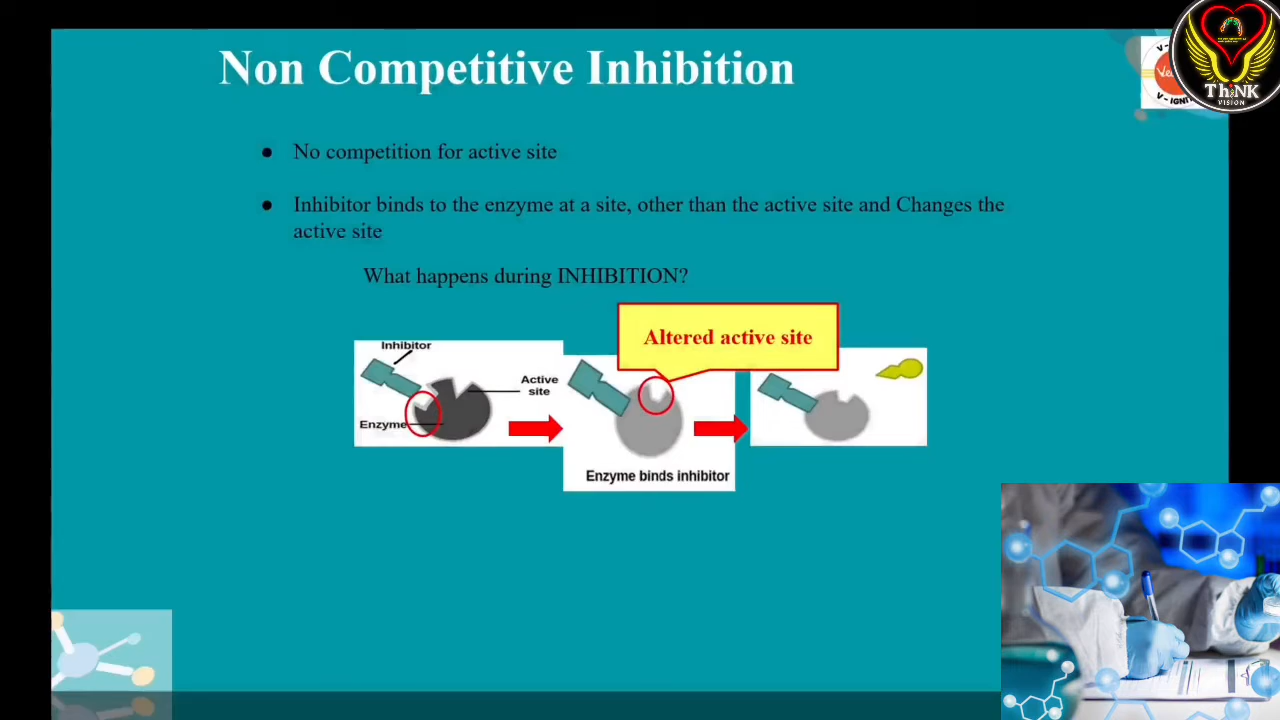 Non Competitive Inhibition
● No competition for active site
● Inhibitor binds to the enzyme at a site, other than the active site and Changes the
active site
What happens during INHIBITION?
Altered active site
Inhibitor
Active
site
Enzyme
Enzyme binds inhibitor
V-
V-IGNI
ThiNK
VISION